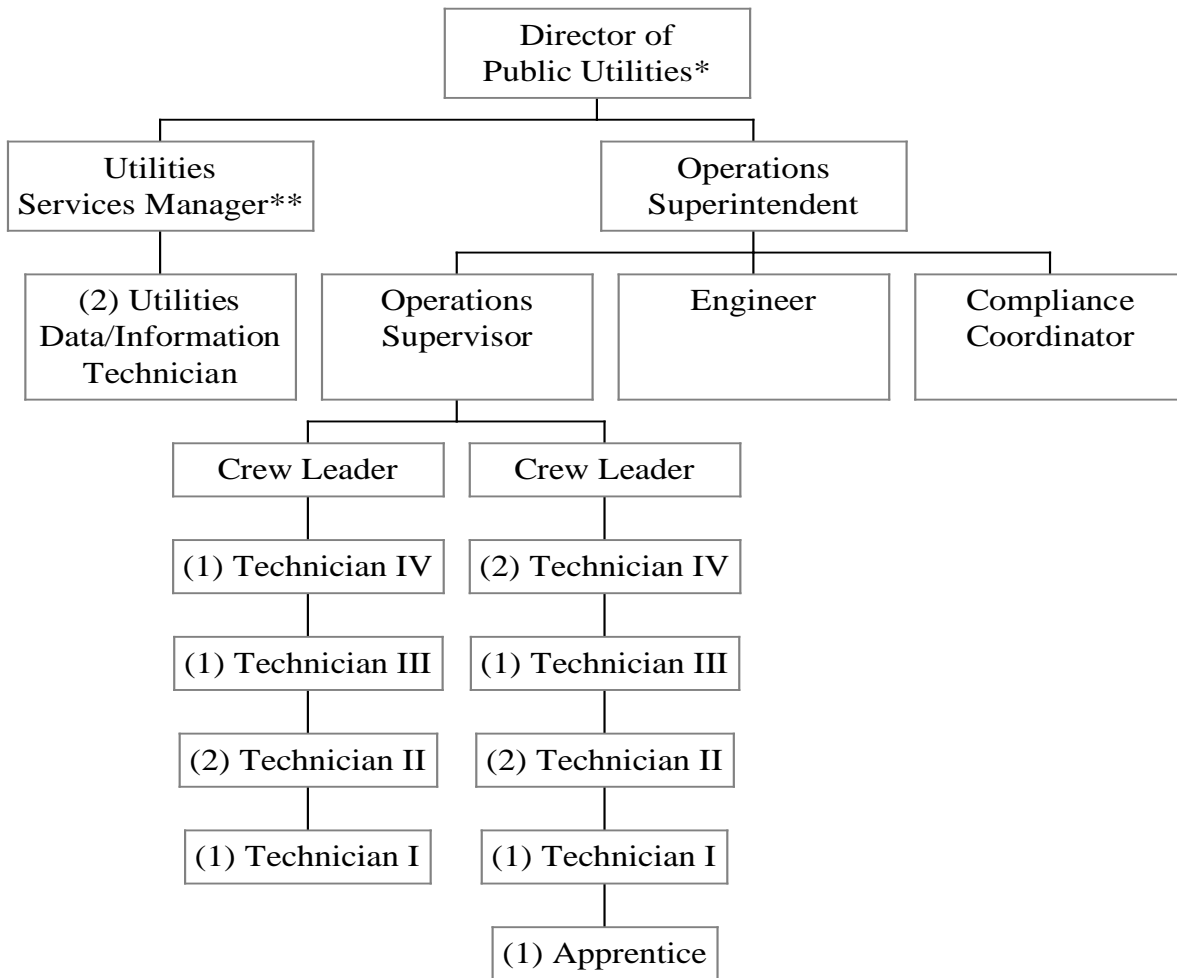 Director of
Public Utilities*
Utilities
Services Manager**
Operations
Superintendent
(2) Utilities
Data/Information
Technician
Operations
Supervisor
Engineer
Compliance
Coordinator
Crew Leader
Crew Leader
(1) Technician IV
(2) Technician IV
(1) Technician III
(1) Technician III
(2) Technician II
(2) Technician II
(1) Technician I
(1) Technician I
(1) Apprentice